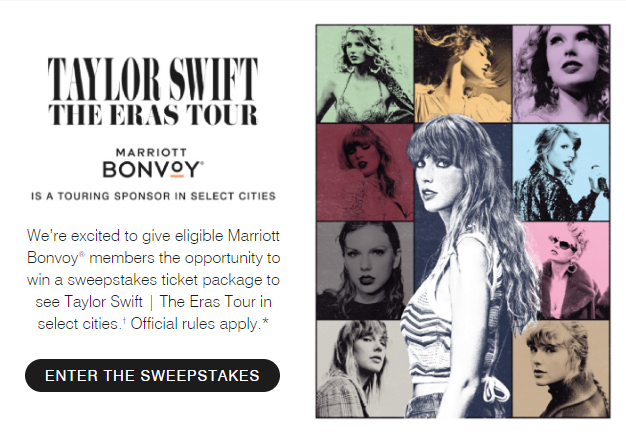 TAYLOR SWIFT
THE ERAS TOUR
MARRIOTT
BONVOY®
IS A TOURING SPONSOR IN SELECT CITIES
We're excited to give eligible Marriott
Bonvoy® members the opportunity to
win a sweepstakes ticket package to
see Taylor Swift | The Eras Tour in
select cities.† Official rules apply.*
ENTER THE SWEEPSTAKES